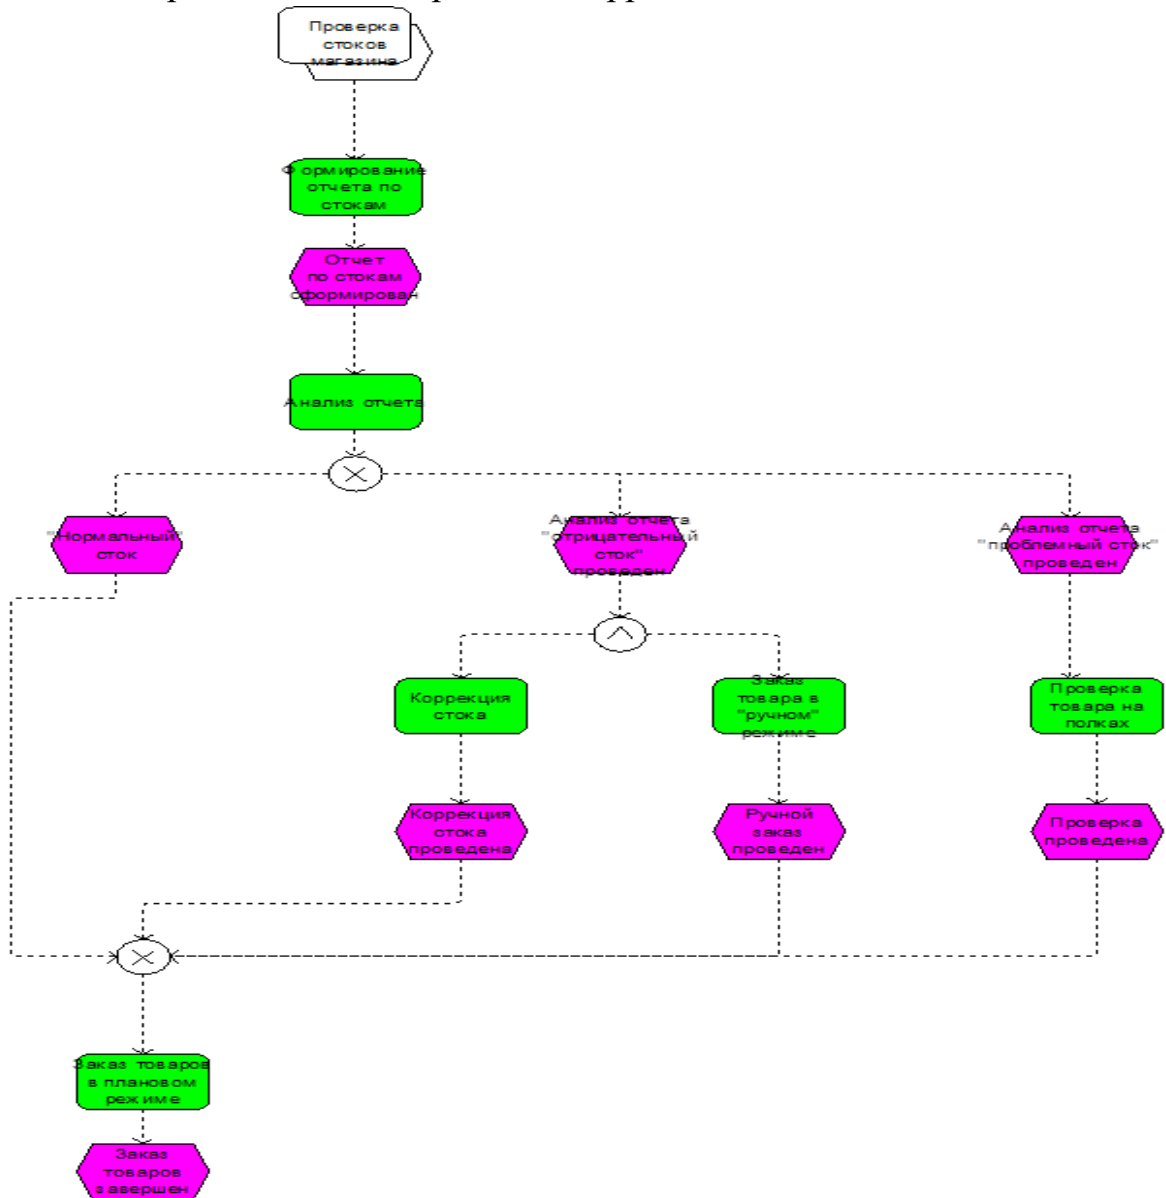 Проверка
стоков
магазина
Формирование
отчета по
стокам
Отчет
по стокам
сформирован
Анализ отчета
"Нормальный"
сток
Анализ отчета
"отрицательный
сток"
проведен
Анализ отчета
"проблемный сток"
проведен
Коррекция
стока
Заказ
товара в
"ручном"
режиме
Проверка
товара на
полках
Коррекция
стока
проведена
Ручной
заказ
проведен
Проверка
проведена
Заказ товаров
в плановом
режиме
Заказ
товаров
завершен